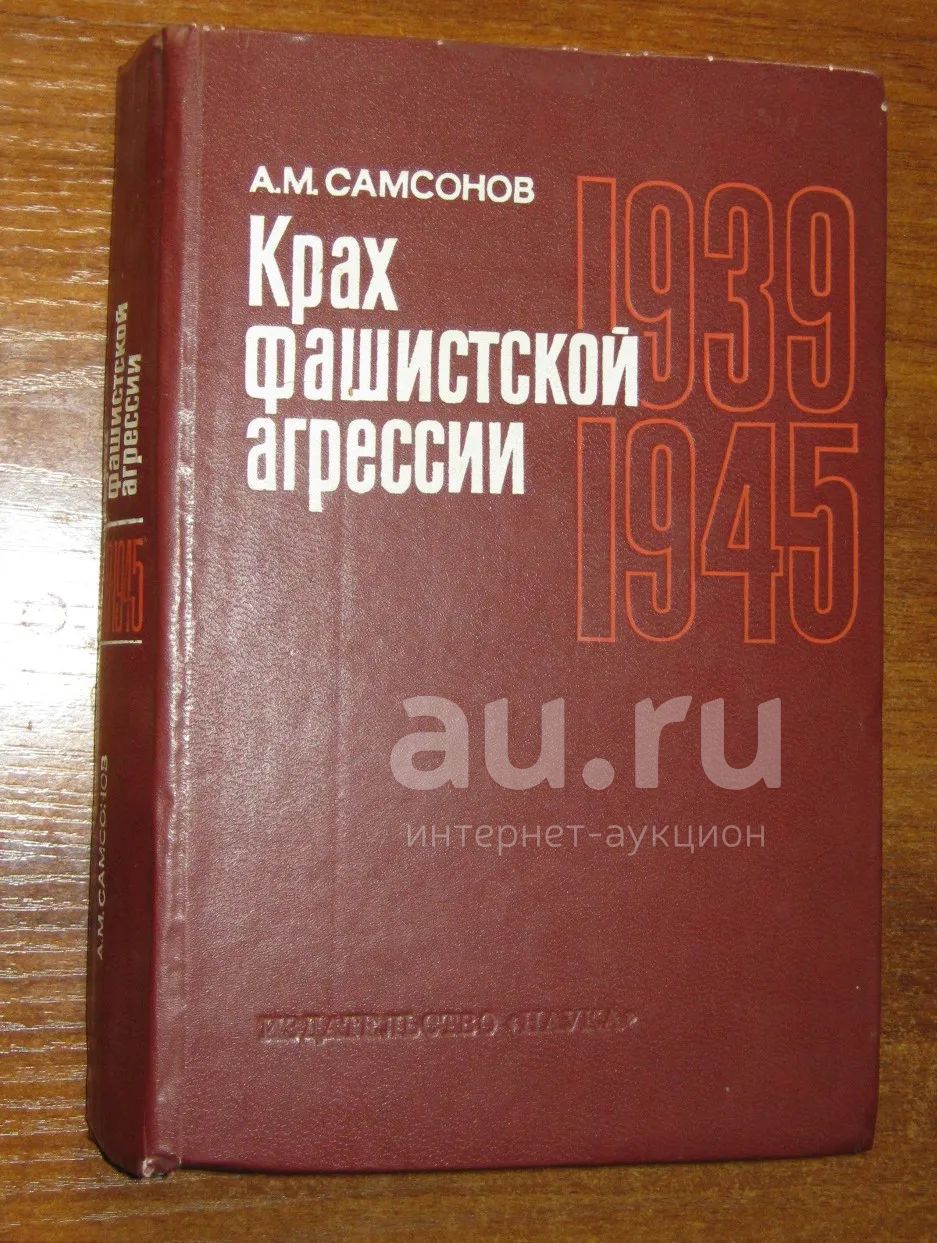 А.М. САМСОНОВ
Крах
фашистской
агрессии
1939
1945
фашистской
агрессии
1945
А.М. САМСОНОВ
au.ru
интернет-аукцион
ИЗДАТЕЛЬСТВО «НАУКА»